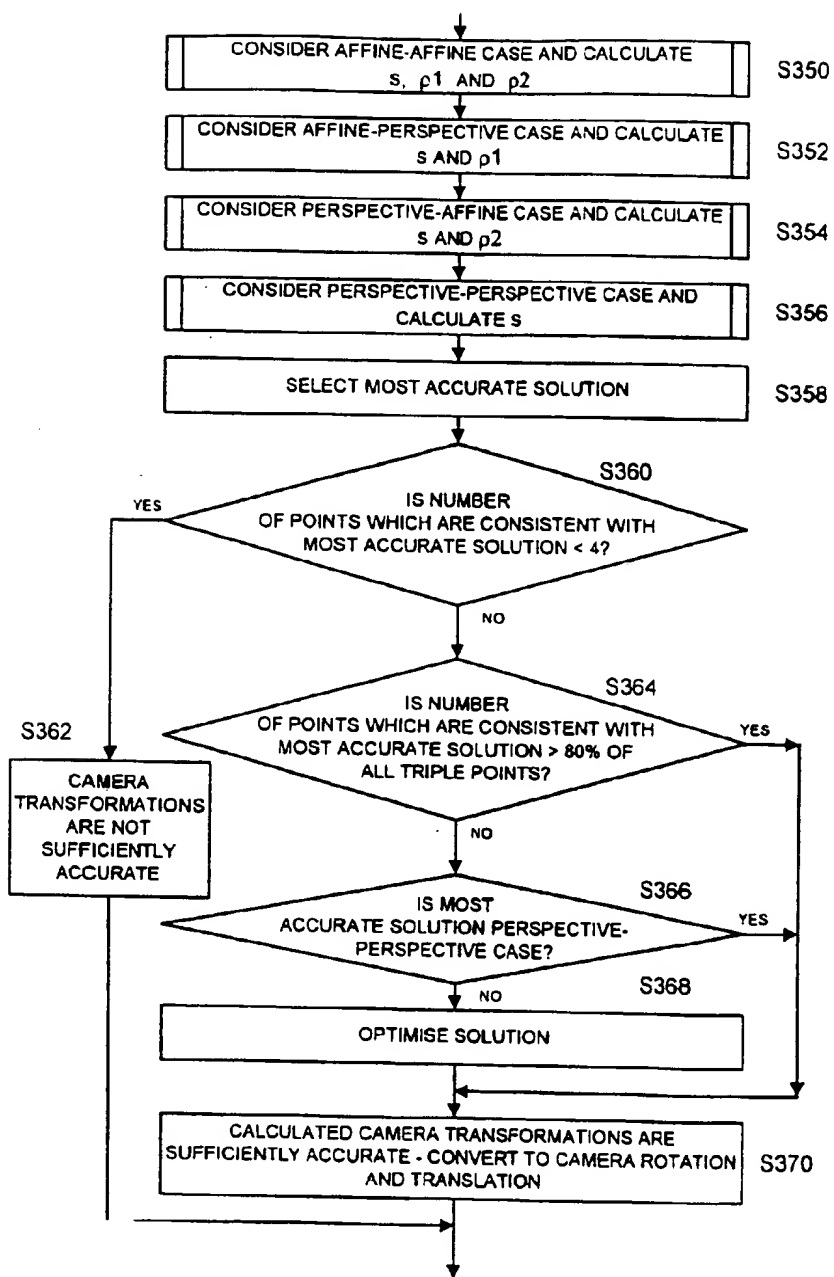 CONSIDER AFFINE-AFFINE CASE AND CALCULATE
s, ρ1 AND ρ2
S350
CONSIDER AFFINE-PERSPECTIVE CASE AND CALCULATE
s AND ρ1
S352
CONSIDER PERSPECTIVE-AFFINE CASE AND CALCULATE
s AND ρ2
S354
CONSIDER PERSPECTIVE-PERSPECTIVE CASE AND
CALCULATE s
S356
SELECT MOST ACCURATE SOLUTION
S358
S360
YES
IS NUMBER
OF POINTS WHICH ARE CONSISTENT WITH
MOST ACCURATE SOLUTION < 4?
NO
S364
IS NUMBER
OF POINTS WHICH ARE CONSISTENT WITH
MOST ACCURATE SOLUTION > 80% OF
ALL TRIPLE POINTS?
YES
S362
CAMERA
TRANSFORMATIONS
ARE NOT
SUFFICIENTLY
ACCURATE
NO
S366
IS MOST
ACCURATE SOLUTION PERSPECTIVE-
PERSPECTIVE CASE?
YES
NO
S368
OPTIMISE SOLUTION
CALCULATED CAMERA TRANSFORMATIONS ARE
SUFFICIENTLY ACCURATE - CONVERT TO CAMERA ROTATION
AND TRANSLATION
S370